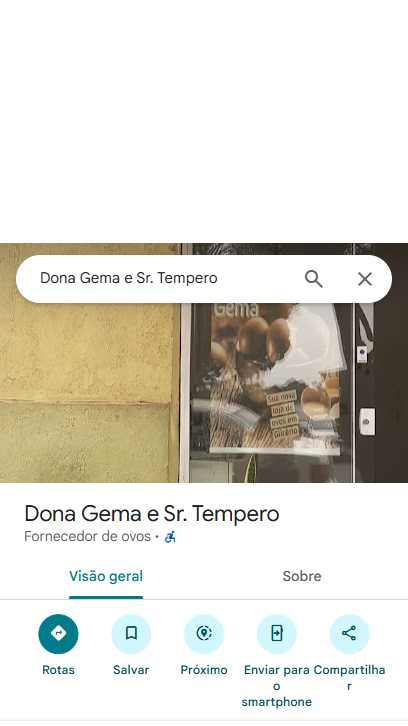 Dona Gema e Sr. Tempero
Gema
Sua nova
loja de
ovos em
Glicério
Dona Gema e Sr. Tempero
Fornecedor de ovos •
Visão geral
Sobre
Rotas
Salvar
Próximo
Enviar para
o
smartphone
Compartilha
r